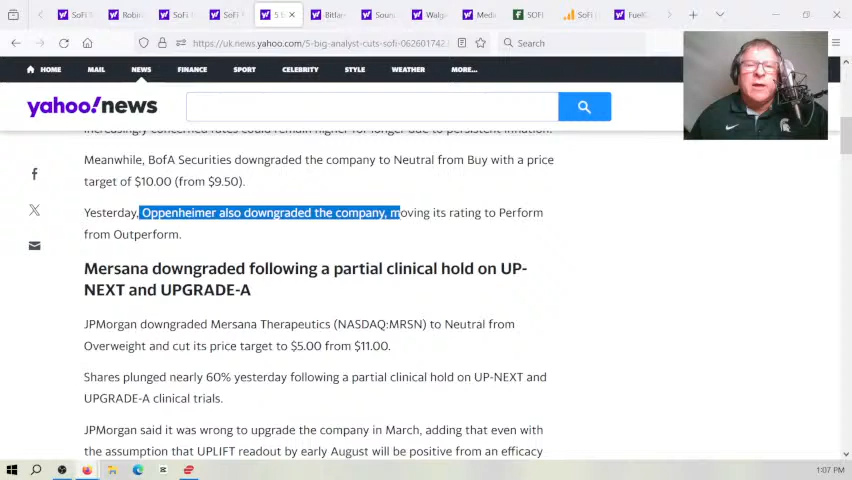 SoFi S
Robin
SoFi T
SoFi
5 b
Bitfar
Soun
Walg
Medi
SOFI
SoFi (
FuelC
https://uk.news.yahoo.com/5-big-analyst-cuts-sofi-062601742.
Search
HOME
MAIL
NEWS
FINANCE
SPORT
CELEBRITY
STYLE
WEATHER
MORE...
yahoo!news
increasingly concerned rates could remain higher for longer due to persistent inflation.
Meanwhile, BofA Securities downgraded the company to Neutral from Buy with a price
target of $10.00 (from $9.50).
Yesterday, Oppenheimer also downgraded the company, moving its rating to Perform
from Outperform.
Mersana downgraded following a partial clinical hold on UP-
NEXT and UPGRADE-A
JPMorgan downgraded Mersana Therapeutics (NASDAQ:MRSN) to Neutral from
Overweight and cut its price target to $5.00 from $11.00.
Shares plunged nearly 60% yesterday following a partial clinical hold on UP-NEXT and
UPGRADE-A clinical trials.
JPMorgan said it was wrong to upgrade the company in March, adding that even with
the assumption that UPLIFT readout by early August will be positive from an efficacy
1:07 PM